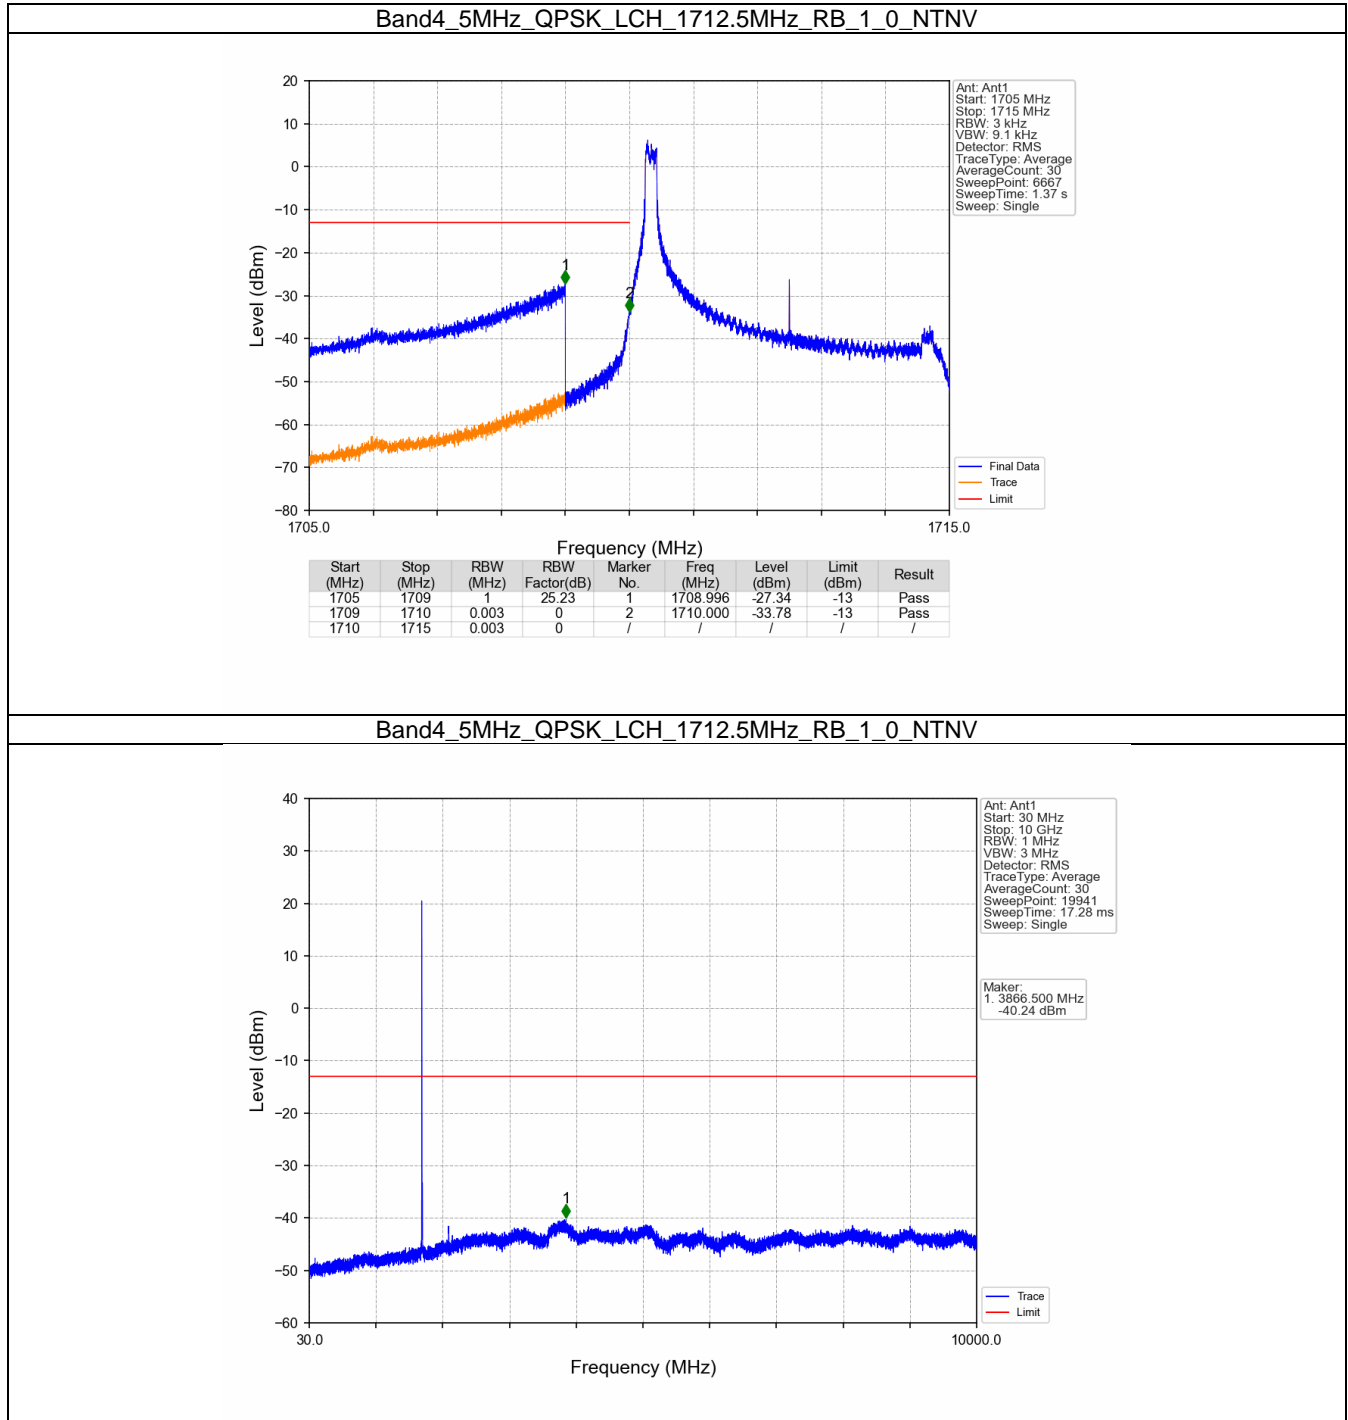 Band4_5MHz_QPSK_LCH_1712.5MHz_RB_1_0_NTNV
20
10
0
−10
−20
−30
−40
−50
−60
−70
−80
Level (dBm)
1
2
1705.0
1715.0
Frequency (MHz)
Ant: Ant1
Start: 1705 MHz
Stop: 1715 MHz
RBW: 3 kHz
VBW: 9.1 kHz
Detector: RMS
TraceType: Average
AverageCount: 30
SweepPoint: 6667
SweepTime: 1.37 s
Sweep: Single
Final Data
Trace
Limit
Start (MHz) Stop (MHz) RBW (MHz) RBW Factor(dB) Marker No. Freq (MHz) Level (dBm) Limit (dBm) Result
1705 1709 1 25.23 1 1708.996 -27.34 -13 Pass
1709 1710 0.003 0 2 1710.000 -33.78 -13 Pass
1710 1715 0.003 0 / / / / /
Band4_5MHz_QPSK_LCH_1712.5MHz_RB_1_0_NTNV
40
30
20
10
0
−10
−20
−30
−40
−50
−60
Level (dBm)
1
30.0
10000.0
Frequency (MHz)
Ant: Ant1
Start: 30 MHz
Stop: 10 GHz
RBW: 1 MHz
VBW: 3 MHz
Detector: RMS
TraceType: Average
AverageCount: 30
SweepPoint: 19941
SweepTime: 17.28 ms
Sweep: Single
Maker:
1. 3866.500 MHz
-40.24 dBm
Trace
Limit